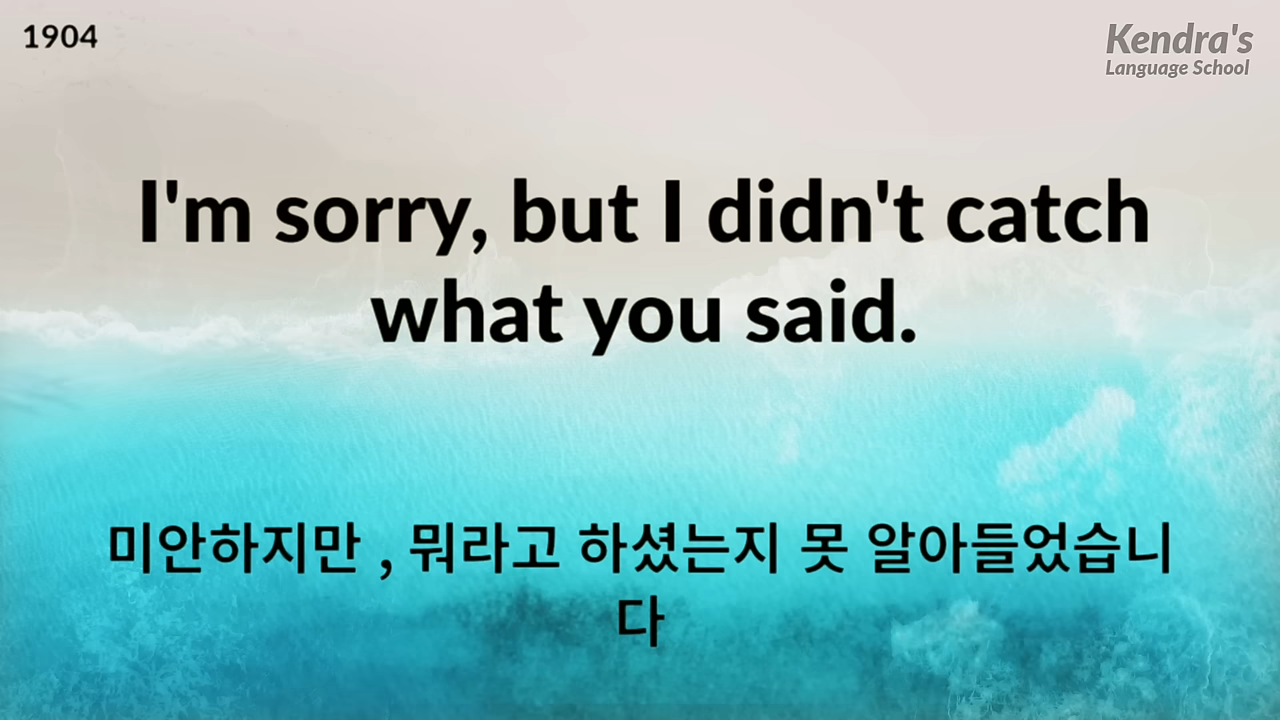 1904
Kendra's
Language School
I'm sorry, but I didn't catch
what you said.
미안하지만 , 뭐라고 하셨는지 못 알아들었습니
다